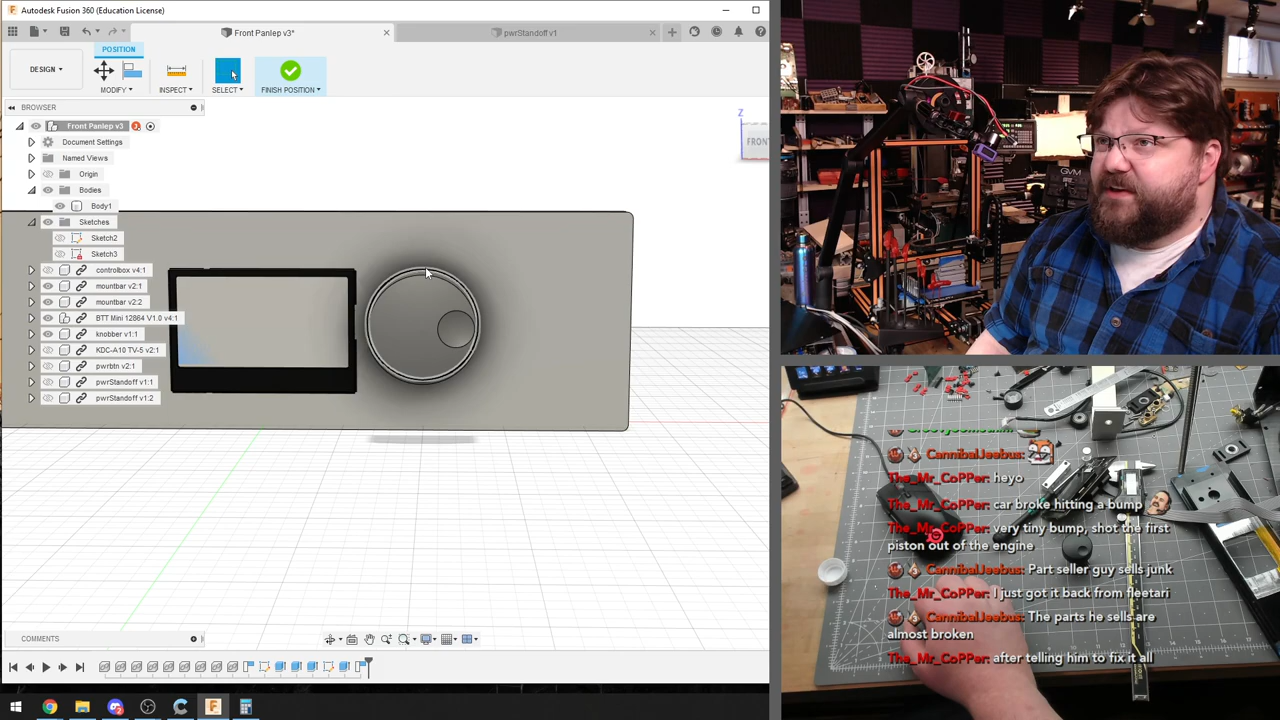 Autodesk Fusion 360 (Education License)
Front Panlep v3*
pwrStandoff v1
DESIGN
POSITION
MODIFY
INSPECT
SELECT
FINISH POSITION
BROWSER
Front Panlep v3
Document Settings
Named Views
Origin
Bodies
Body1
Sketches
Sketch2
Sketch3
controlbox v4:1
mountbar v2:1
mountbar v2:2
BTT Mini 12864 V1.0 v4:1
knobber v1:1
KDC-A10 TV-5 v2:1
pwrbtn v2:1
pwrStandoff v1:1
pwrStandoff v1:2
Z
FRONT
COMMENTS
GVM
CannibalJeebus:
The_Mr_CoPPer: heyo
The_Mr_CoPPer: car broke hitting a bump
The_Mr_CoPPer: very tiny bump, shot the first
piston out of the engine
CannibalJeebus: Part seller guy sells junk
The_Mr_CoPPer: I just got it back from fleetari
CannibalJeebus: The parts he sells are
almost broken
The_Mr_CoPPer: after telling him to fix it all